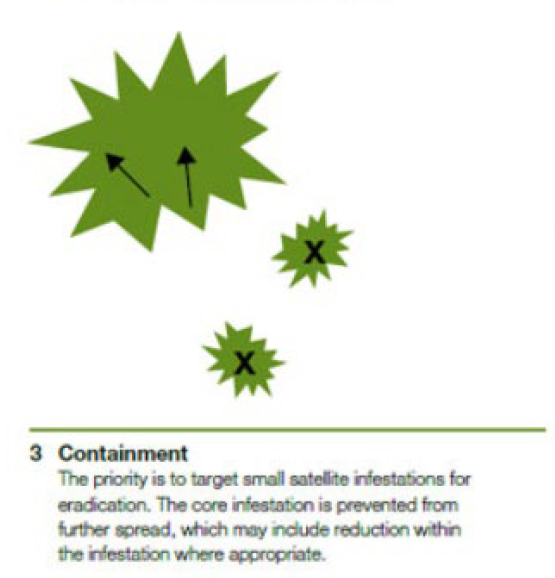 X
X
3 Containment
The priority is to target small satellite infestations for
eradication. The core infestation is prevented from
further spread, which may include reduction within
the infestation where appropriate.